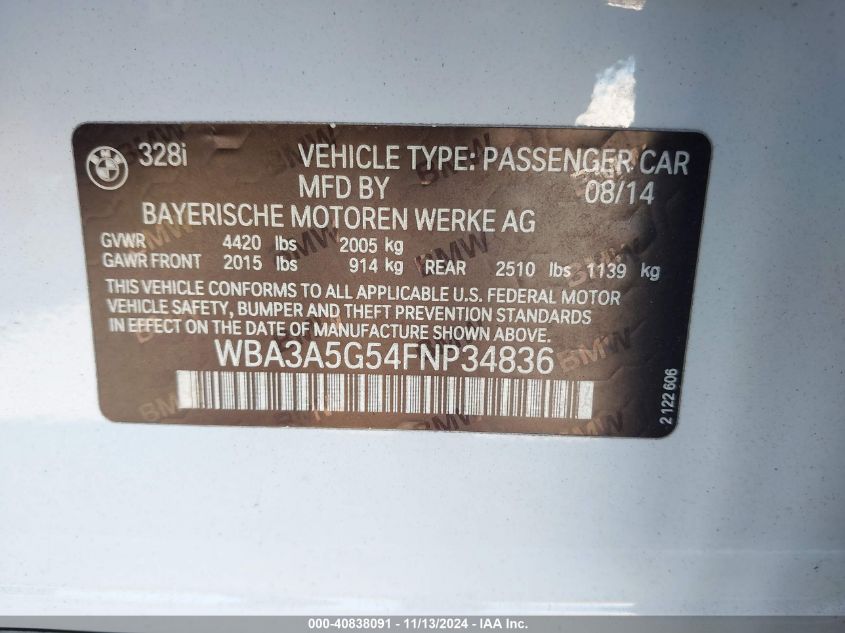 BMW 328i VEHICLE TYPE: PASSENGER CAR
MFD BY 08/14
BAYERISCHE MOTOREN WERKE AG
GVWR 4420 lbs 2005 kg
GAWR FRONT 2015 lbs 914 kg REAR 2510 lbs 1139 kg
THIS VEHICLE CONFORMS TO ALL APPLICABLE U.S. FEDERAL MOTOR
VEHICLE SAFETY, BUMPER AND THEFT PREVENTION STANDARDS
IN EFFECT ON THE DATE OF MANUFACTURE SHOWN ABOVE.
WBA3A5G54FNP34836
2 122 606
000-40838091 - 11/13/2024 - IAA Inc.